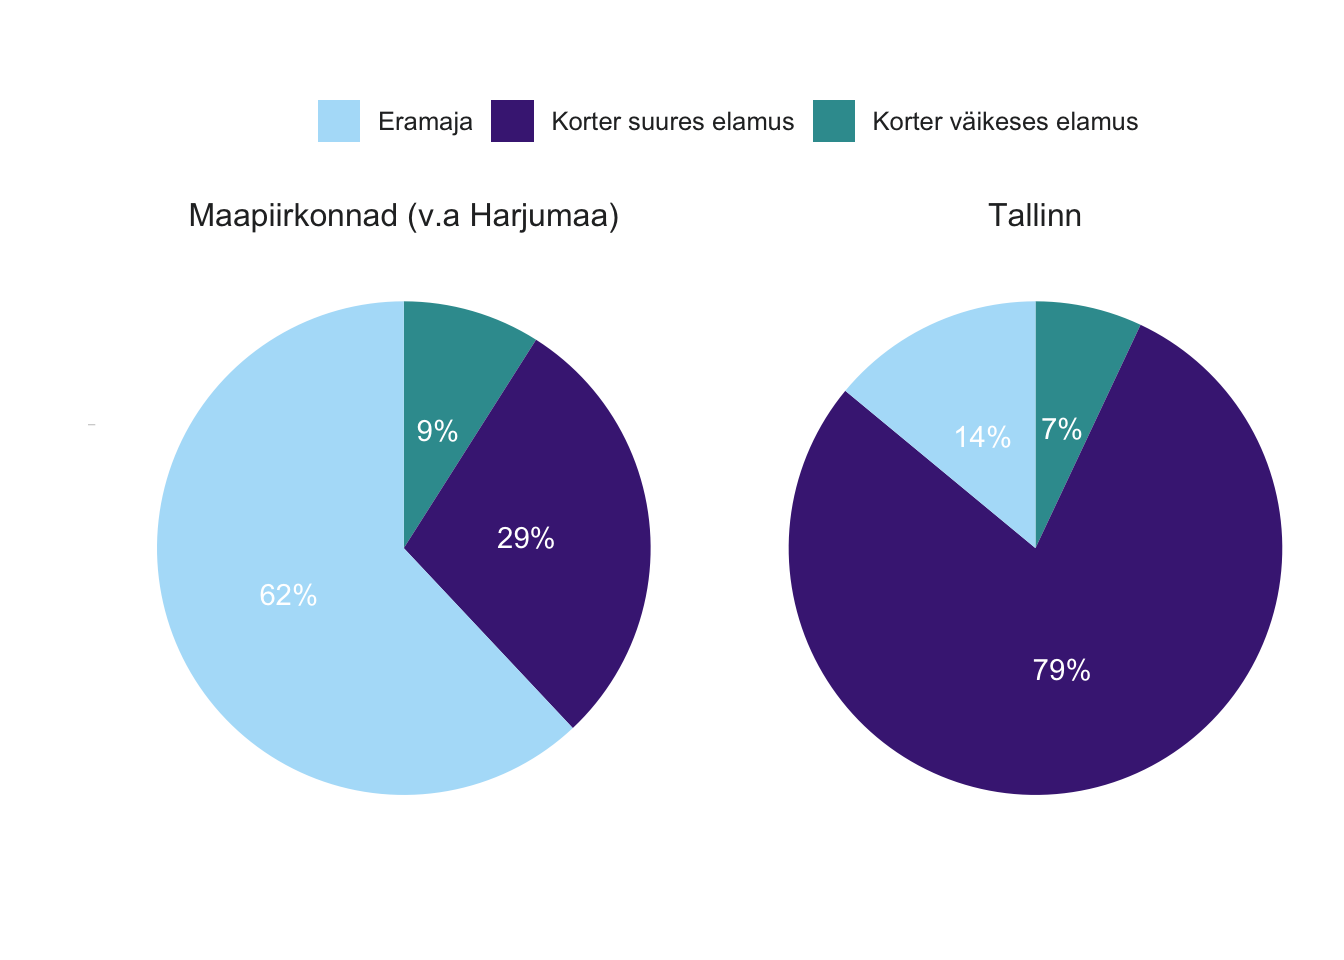 Eramaja Korter suures elamus Korter väikeses elamus
Maapiirkonnad (v.a Harjumaa)
Tallinn
9%
29%
62%
14%
7%
79%